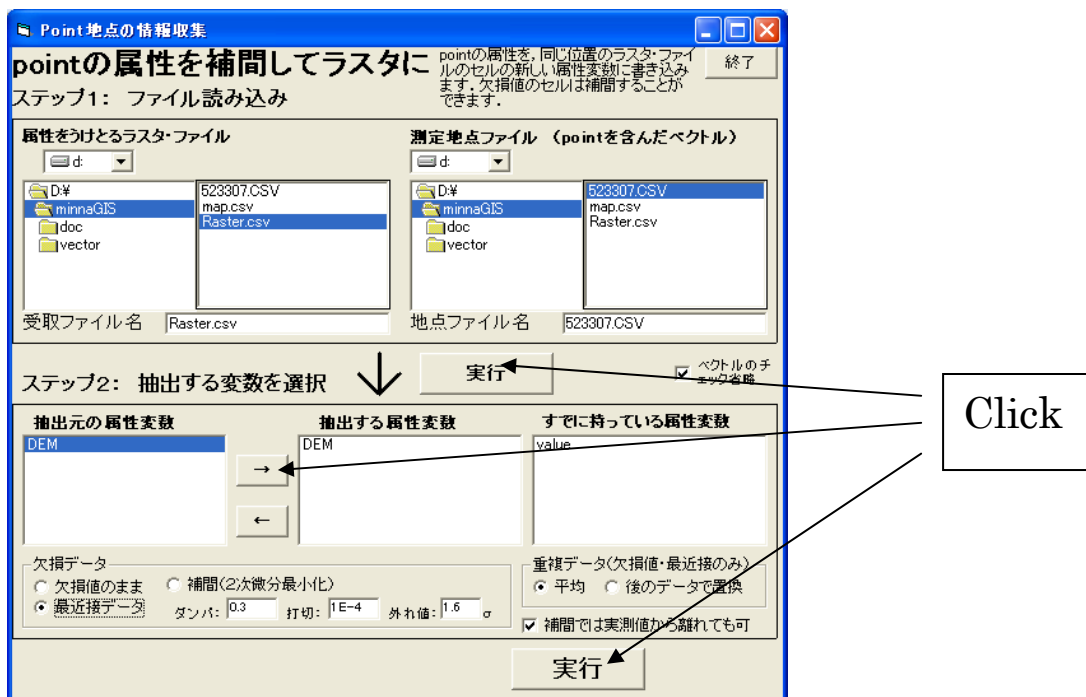 Point地点の情報収集
pointの属性を補間してラスタに
pointの属性を,同じ位置のラスタ・ファイ
ルのセルの新しい属性変数に書き込み
ます.欠損値のセルは補間することが
できます.
終了
ステップ1: ファイル読み込み
属性をうけとるラスタ・ファイル
d:
D:¥
minnaGIS
doc
vector
523307.CSV
map.csv
Raster.csv
受取ファイル名 Raster.csv
測定地点ファイル (pointを含んだベクトル)
d:
D:¥
minnaGIS
doc
vector
523307.CSV
map.csv
Raster.csv
地点ファイル名 523307.CSV
ステップ2: 抽出する変数を選択
↓
実行
ベクトルのチ
ェック省略
Click
抽出元の属性変数
DEM
→
←
抽出する属性変数
DEM
すでに持っている属性変数
value
欠損データ
欠損値のまま
補間(2次微分最小化)
最近接データ
ダンパ: 0.3 打切: 1E-4 外れ値: 1.6 σ
重複データ(欠損値・最近接のみ)
平均 後のデータで置換
補間では実測値から離れても可
実行